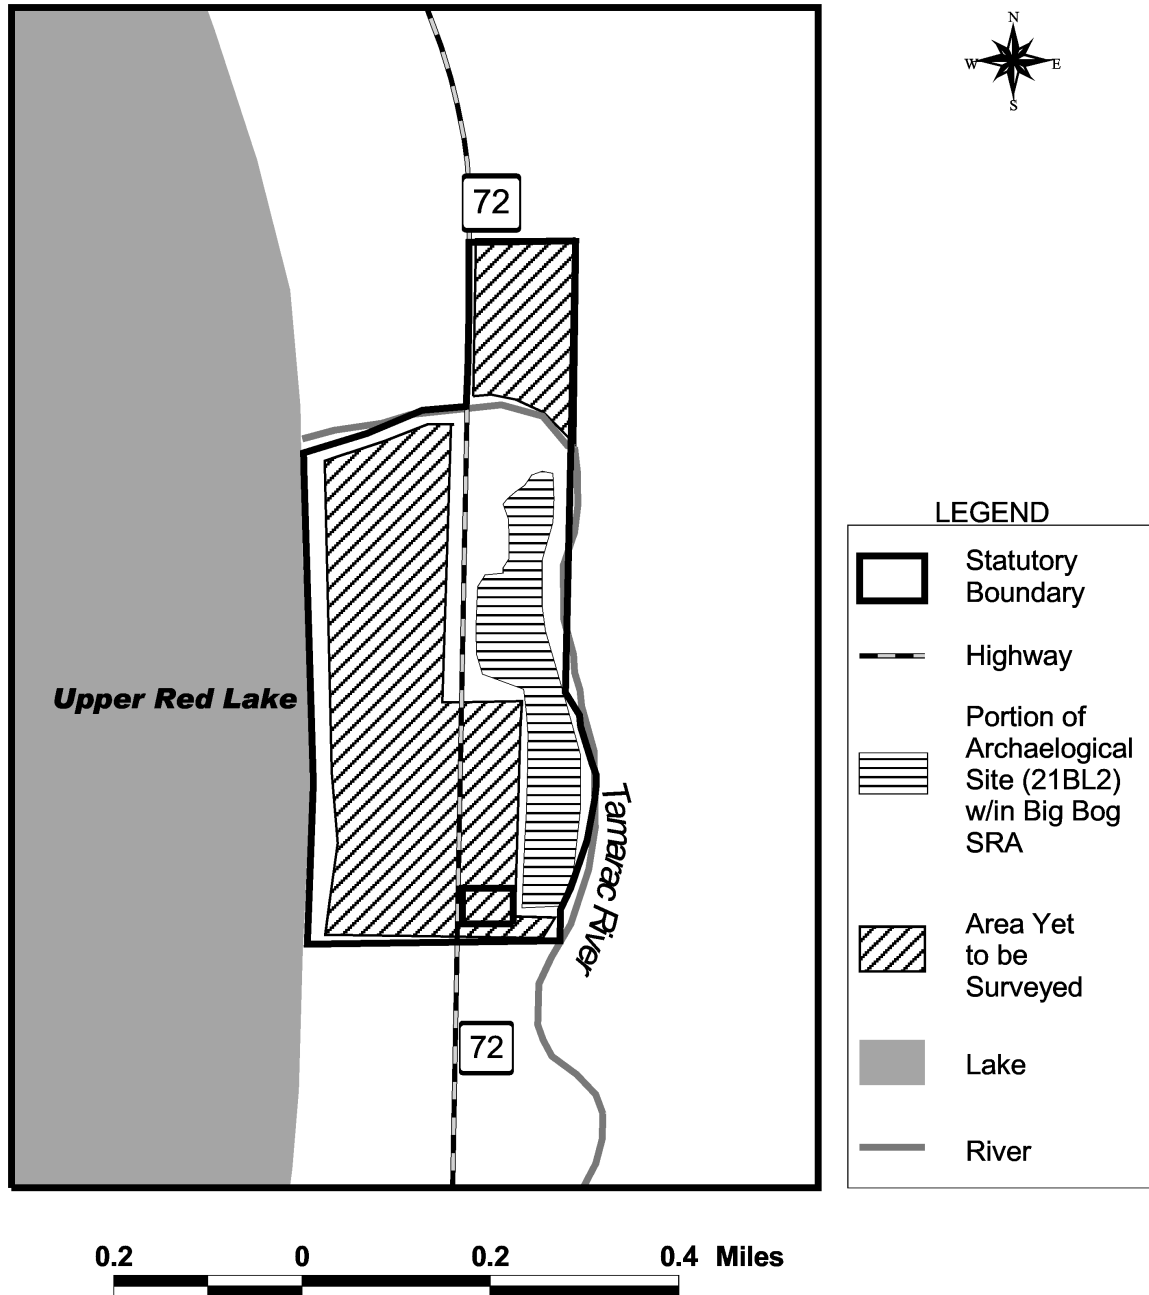 N
W E
S
72
Upper Red Lake
Tamarac River
72
LEGEND
Statutory
Boundary
Highway
Portion of
Archaelogical
Site (21BL2)
w/in Big Bog
SRA
Area Yet
to be
Surveyed
Lake
River
0.2 0 0.2 0.4 Miles